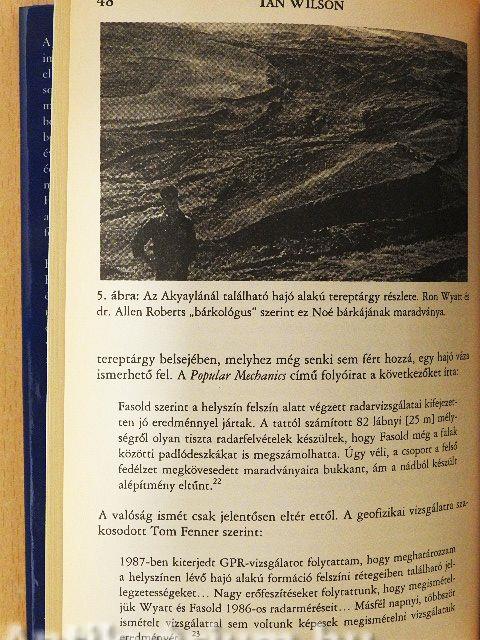 48
IAN WILSON
5. ábra: Az Akyaylánál található hajó alakú tereptárgy részlete. Ron Wyatt és
dr. Allen Roberts „bárkológus" szerint ez Noé bárkájának maradványa.
tereptárgy belsejében, melyhez még senki sem fért hozzá, egy hajó váza
ismerhető fel. A Popular Mechanics című folyóirat a következőket írta:
Fasold szerint a helyszín felszín alatt végzett radarvizsgálatai kifejezet-
ten jó eredménnyel jártak. A tattól számított 82 lábnyi [25 m] mély-
ségről olyan tiszta radarfelvételek készültek, hogy Fasold még a falak
közötti padlódeszkákat is megszámolhatta. Úgy véli, a csoport a felső
fedélzet megkövesedett maradványaira bukkant, ám a nádból készült
alépítmény eltűnt.22
A valóság ismét csak jelentősen eltér ettől. A geofizikai vizsgálatra sza-
kosodott Tom Fenner szerint:
1987-ben kiterjedt GPR-vizsgálatot folytattam, hogy meghatározzam
a helyszínen lévő hajó alakú formáció felszíni rétegeiben található jel-
legzetességeket... Nagy erőfeszítéseket folytattunk, hogy megismétel-
jük Wyatt és Fasold 1986-os radarméréseit... Másfél napnyi, többször
ismételt vizsgálattal sem voltunk képesek megismételni vizsgálatuk
eredményét 23